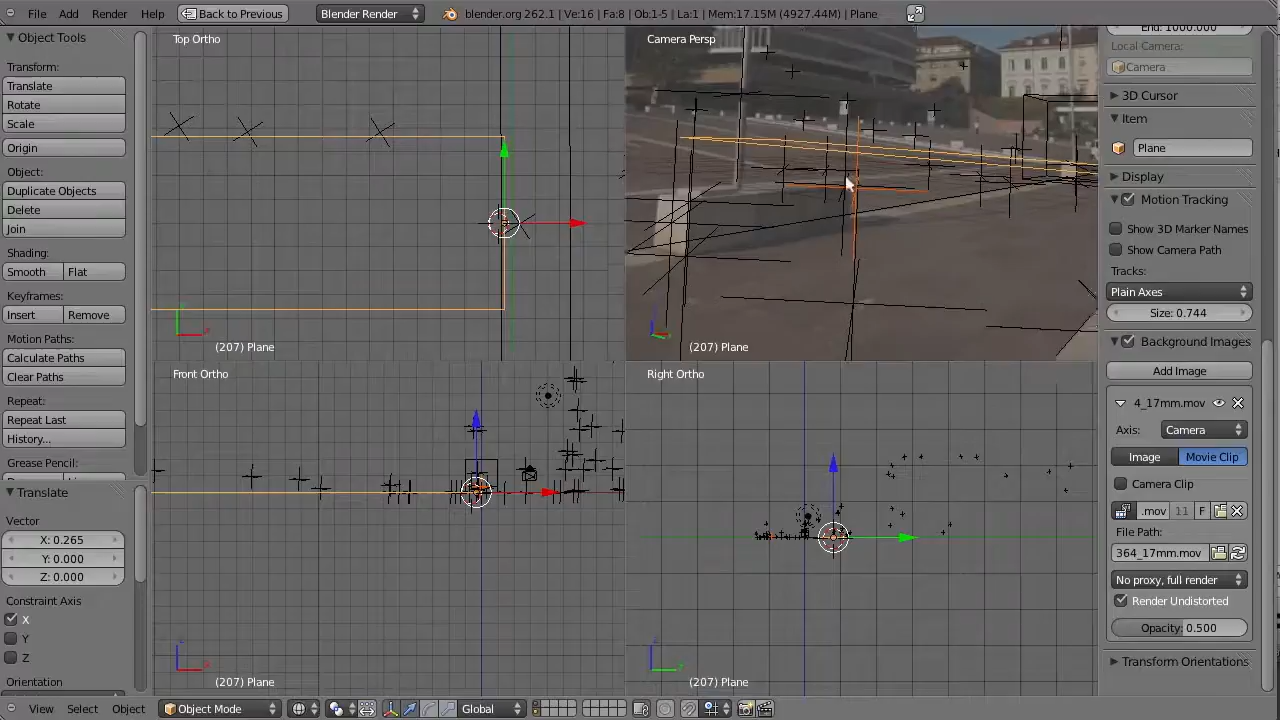 File Add Render Help Back to Previous Blender Render blender.org 262.1 | Ve:16 | Fa:8 | Ob:1-5 | La:1 | Mem:17.15M (4927.44M) | Plane
Object Tools
Transform:
Translate
Rotate
Scale
Origin
Object:
Duplicate Objects
Delete
Join
Shading:
Smooth Flat
Keyframes:
Insert Remove
Motion Paths:
Calculate Paths
Clear Paths
Repeat:
Repeat Last
History...
Grease Pencil:
Translate
Vector
X: 0.265
Y: 0.000
Z: 0.000
Constraint Axis
X
Y
Z
Orientation
Top Ortho
(207) Plane
Camera Persp
(207) Plane
Front Ortho
(207) Plane
Right Ortho
(207) Plane
End: 1000.000
Local Camera:
Camera
3D Cursor
Item
Plane
Display
Motion Tracking
Show 3D Marker Names
Show Camera Path
Tracks:
Plain Axes
Size: 0.744
Background Images
Add Image
4_17mm.mov
Axis: Camera
Image Movie Clip
Camera Clip
.mov 11 F
File Path:
364_17mm.mov
No proxy, full render
Render Undistorted
Opacity: 0.500
Transform Orientations
View Select Object Object Mode Global